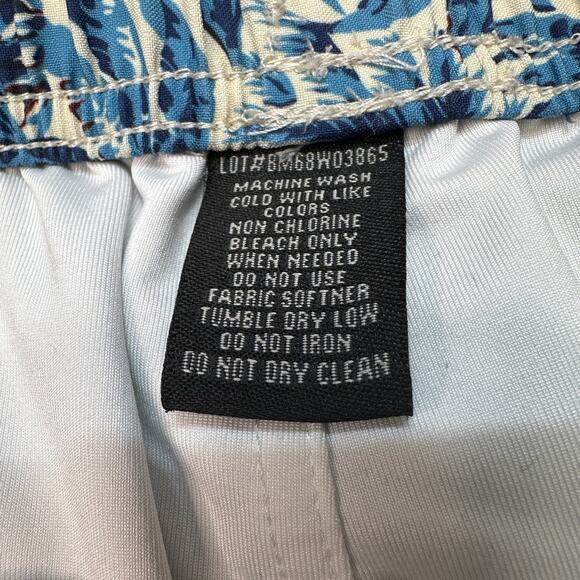 LOT#BM68W03865
MACHINE WASH
COLD WITH LIKE
COLORS
NON CHLORINE
BLEACH ONLY
WHEN NEEDED
DO NOT USE
FABRIC SOFTNER
TUMBLE DRY LOW
DO NOT IRON
DO NOT DRY CLEAN